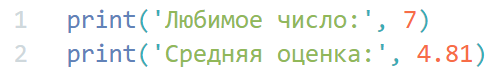 1 print('Любимое число:', 7)
2 print('Средняя оценка:', 4.81)